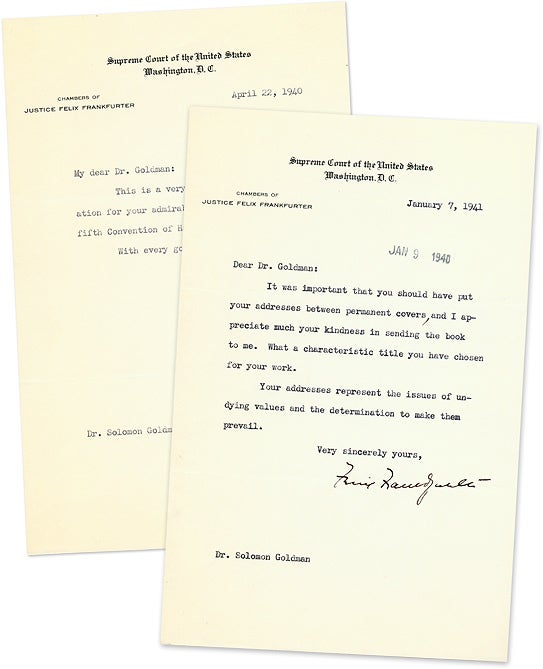 Supreme Court of the United States
Washington, D. C.
CHAMBERS OF
JUSTICE FELIX FRANKFURTER
April 22, 1940
My dear Dr. Goldman:
This is a very
ation for your admira
fifth Convention of H
With every go
Dr. Solomon Goldm
Supreme Court of the United States
Washington, D. C.
CHAMBERS OF
JUSTICE FELIX FRANKFURTER
January 7, 1941
JAN 9 1940
Dear Dr. Goldman:
It was important that you should have put
your addresses between permanent covers, and I ap-
preciate much your kindness in sending the book
to me. What a characteristic title you have chosen
for your work.
Your addresses represent the issues of un-
dying values and the determination to make them
prevail.
Very sincerely yours,
Felix Frankfurter
Dr. Solomon Goldman